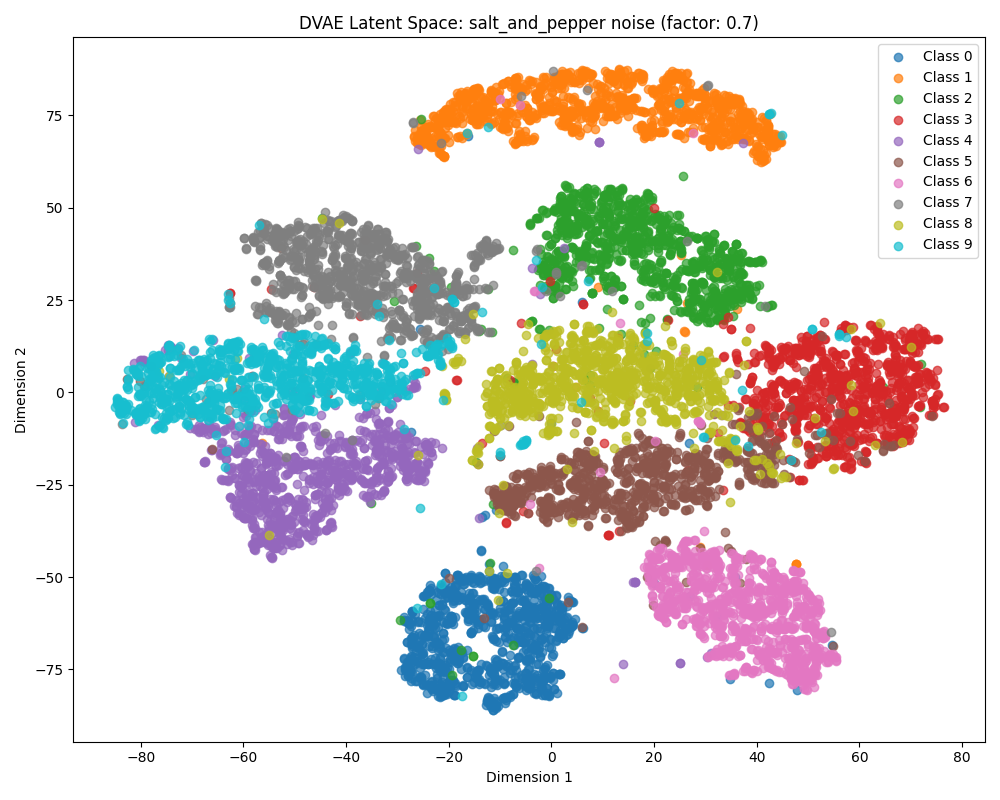 DVAE Latent Space: salt_and_pepper noise (factor: 0.7)
Class 0
Class 1
Class 2
Class 3
Class 4
Class 5
Class 6
Class 7
Class 8
Class 9
75
50
25
0
−25
−50
−75
Dimension 2
−80
−60
−40
−20
0
20
40
60
80
Dimension 1